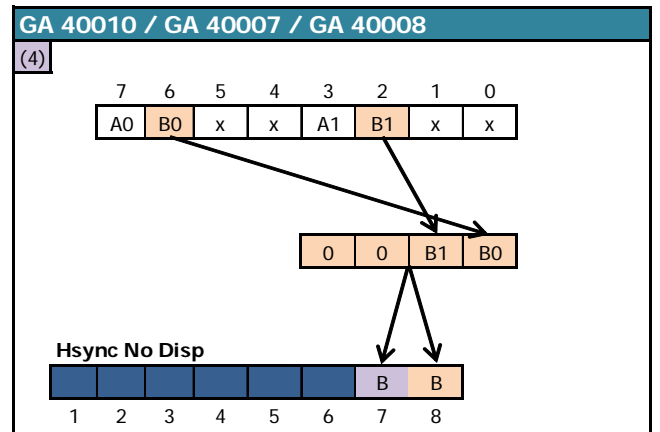 GA 40010 / GA 40007 / GA 40008
(4)
7 6 5 4 3 2 1 0
A0 B0 x x A1 B1 x x
0 0 B1 B0
Hsync No Disp
B B
1 2 3 4 5 6 7 8